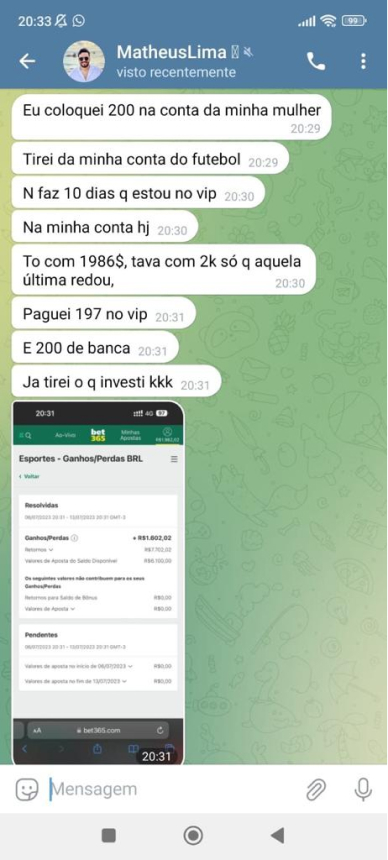 20:33
99
MatheusLima
visto recentemente
Eu coloquei 200 na conta da minha mulher
20:29
Tirei da minha conta do futebol 20:29
N faz 10 dias q estou no vip 20:30
Na minha conta hj 20:30
To com 1986$, tava com 2k só q aquela
última redou, 20:30
Paguei 197 no vip 20:31
E 200 de banca 20:31
Ja tirei o q investi kkk 20:31
20:31 4G 87
Ao-Vivo bet365 Minhas Apostas
Esportes - Ganhos/Perdas BRL
Voltar
Resolvidas
06/07/2023 20:31 - 13/07/2023 20:31 GMT-3
Ganhos/Perdas + R$1.602,02
Retornos R$7.702,02
Valores de Aposta do Saldo Disponível R$6.100,00
Os seguintes valores não contribuem para os seus
Ganhos/Perdas
Retornos para Saldo de Bônus R$0,00
Valores de Aposta R$0,00
Pendentes
06/07/2023 20:31 - 13/07/2023 20:31 GMT-3
Valores de aposta no início de 06/07/2023 R$0,00
Valores de aposta no fim de 13/07/2023 R$0,00
AA bet365.com
20:31
Mensagem